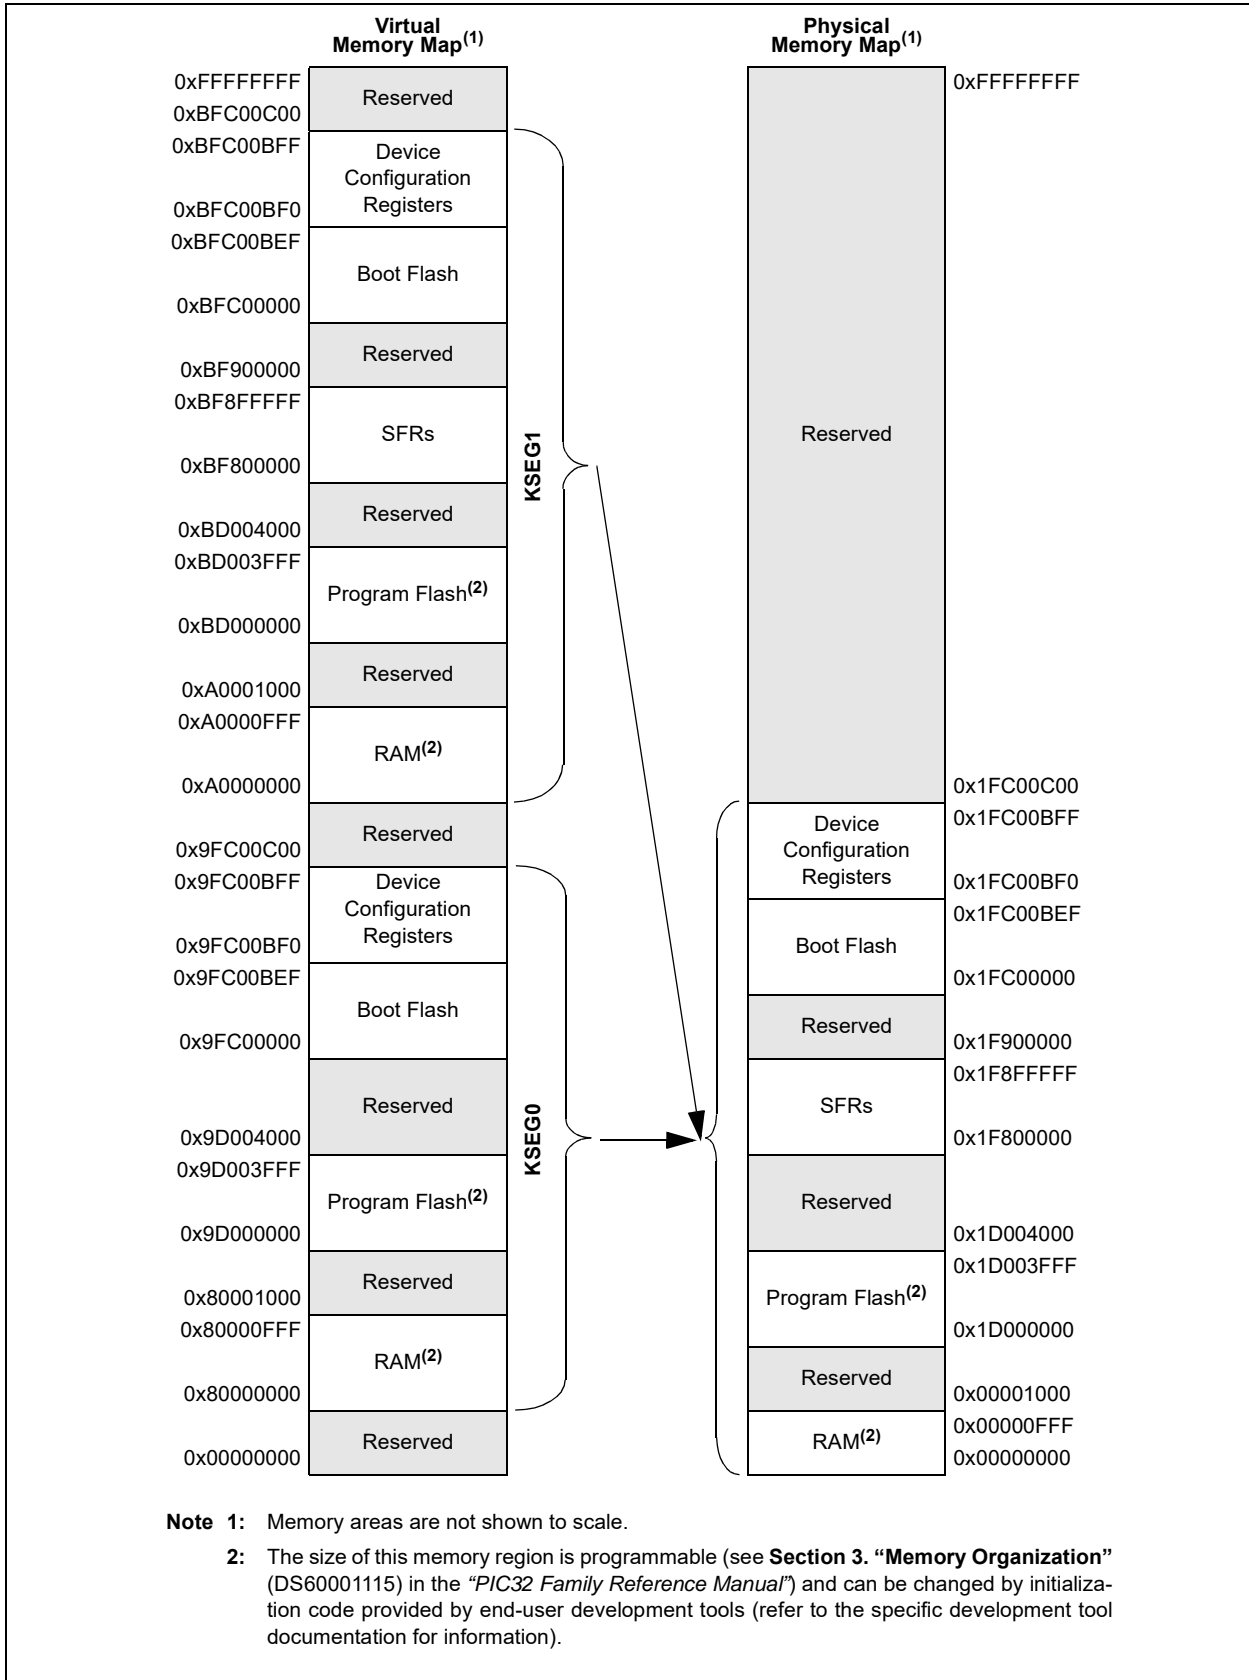 Virtual
Memory Map(1)
Physical
Memory Map(1)
0xFFFFFFFF
Reserved
0xBFC00C00
0xBFC00BFF
Device
Configuration
Registers
0xBFC00BF0
0xBFC00BEF
Boot Flash
0xBFC00000
Reserved
0xBF900000
0xBF8FFFFF
SFRs
0xBF800000
Reserved
0xBD004000
0xBD003FFF
Program Flash(2)
0xBD000000
Reserved
0xA0001000
0xA0000FFF
RAM(2)
0xA0000000
Reserved
0x9FC00C00
0x9FC00BFF
Device
Configuration
Registers
0x9FC00BF0
0x9FC00BEF
Boot Flash
0x9FC00000
Reserved
0x9D004000
0x9D003FFF
Program Flash(2)
0x9D000000
Reserved
0x80001000
0x80000FFF
RAM(2)
0x80000000
Reserved
0x00000000
KSEG1
KSEG0
0xFFFFFFFF
Reserved
0x1FC00C00
0x1FC00BFF
Device
Configuration
Registers
0x1FC00BF0
0x1FC00BEF
Boot Flash
0x1FC00000
Reserved
0x1F900000
0x1F8FFFFF
SFRs
0x1F800000
Reserved
0x1D004000
0x1D003FFF
Program Flash(2)
0x1D000000
Reserved
0x00001000
0x00000FFF
RAM(2)
0x00000000
Note 1: Memory areas are not shown to scale.
2: The size of this memory region is programmable (see Section 3. “Memory Organization”
(DS60001115) in the “PIC32 Family Reference Manual”) and can be changed by initializa-
tion code provided by end-user development tools (refer to the specific development tool
documentation for information).